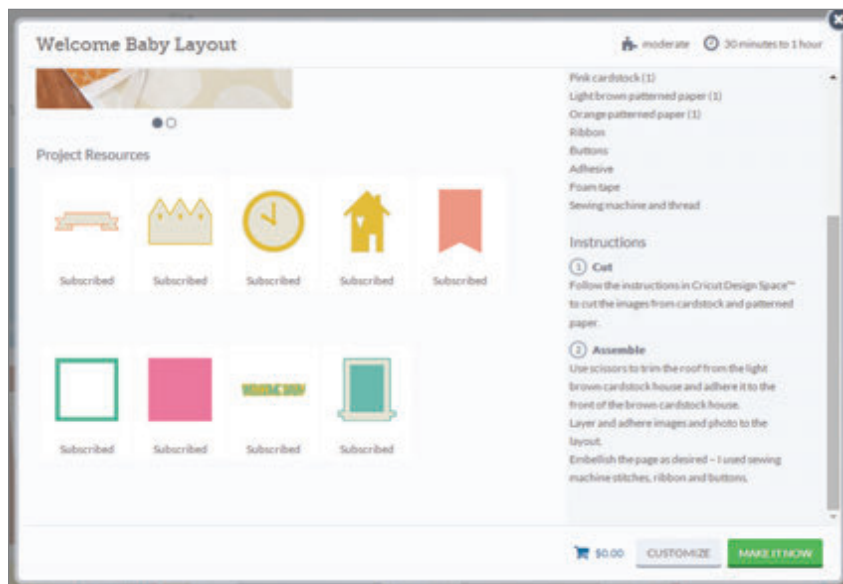 Welcome Baby Layout
moderate 30 minutes to 1 hour
Project Resources
Subscribed Subscribed Subscribed Subscribed Subscribed
Subscribed Subscribed Subscribed Subscribed
Pink cardstock (1)
Light brown patterned paper (1)
Orange patterned paper (1)
Ribbon
Buttons
Adhesive
Foam tape
Sewing machine and thread
Instructions
1 Cut
Follow the instructions in Cricut Design Space™
to cut the images from cardstock and patterned
paper.
2 Assemble
Use scissors to trim the roof from the light
brown cardstock house and adhere it to the
front of the brown cardstock house.
Layer and adhere images and photo to the
layout.
Embellish the page as desired – I used sewing
machine stitches, ribbon and buttons.
$0.00 CUSTOMIZE MAKE IT NOW